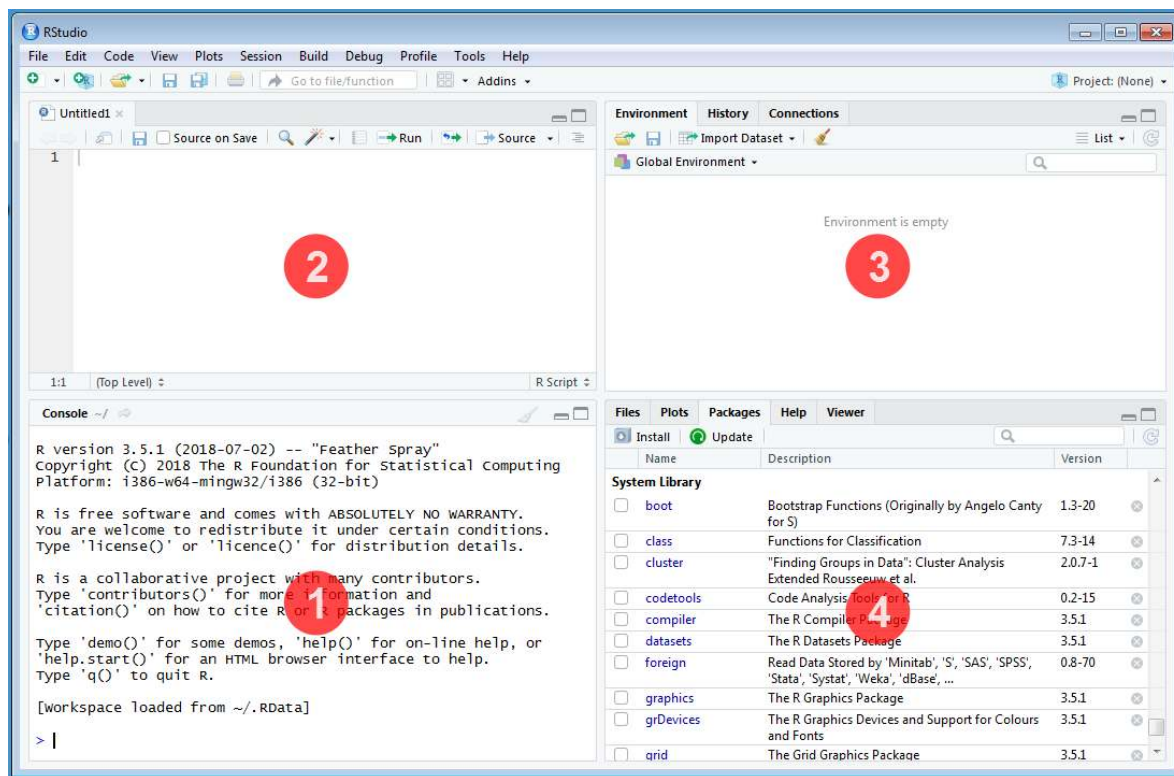 RStudio
File Edit Code View Plots Session Build Debug Profile Tools Help
Go to file/function Addins Project: (None)
Untitled1
Source on Save Run Source
1
2
1:1 (Top Level) R Script
Console ~/
R version 3.5.1 (2018-07-02) -- "Feather Spray"
Copyright (C) 2018 The R Foundation for Statistical Computing
Platform: i386-w64-mingw32/i386 (32-bit)
R is free software and comes with ABSOLUTELY NO WARRANTY.
You are welcome to redistribute it under certain conditions.
Type 'license()' or 'licence()' for distribution details.
R is a collaborative project with many contributors.
Type 'contributors()' for more information and
'citation()' on how to cite R or R packages in publications.
1
Type 'demo()' for some demos, 'help()' for on-line help, or
'help.start()' for an HTML browser interface to help.
Type 'q()' to quit R.
[Workspace loaded from ~/.RData]
>
Environment History Connections
Import Dataset List
Global Environment
Environment is empty
3
Files Plots Packages Help Viewer
Install Update
Name Description Version
System Library
boot Bootstrap Functions (Originally by Angelo Canty 1.3-20
for S)
class Functions for Classification 7.3-14
cluster "Finding Groups in Data": Cluster Analysis 2.0.7-1
Extended Rousseeuw et al.
codetools Code Analysis Tools for R 0.2-15
4
compiler The R Compiler Package 3.5.1
datasets The R Datasets Package 3.5.1
foreign Read Data Stored by 'Minitab', 'S', 'SAS', 'SPSS', 0.8-70
'Stata', 'Systat', 'Weka', 'dBase', ...
graphics The R Graphics Package 3.5.1
grDevices The R Graphics Devices and Support for Colours 3.5.1
and Fonts
grid The Grid Graphics Package 3.5.1